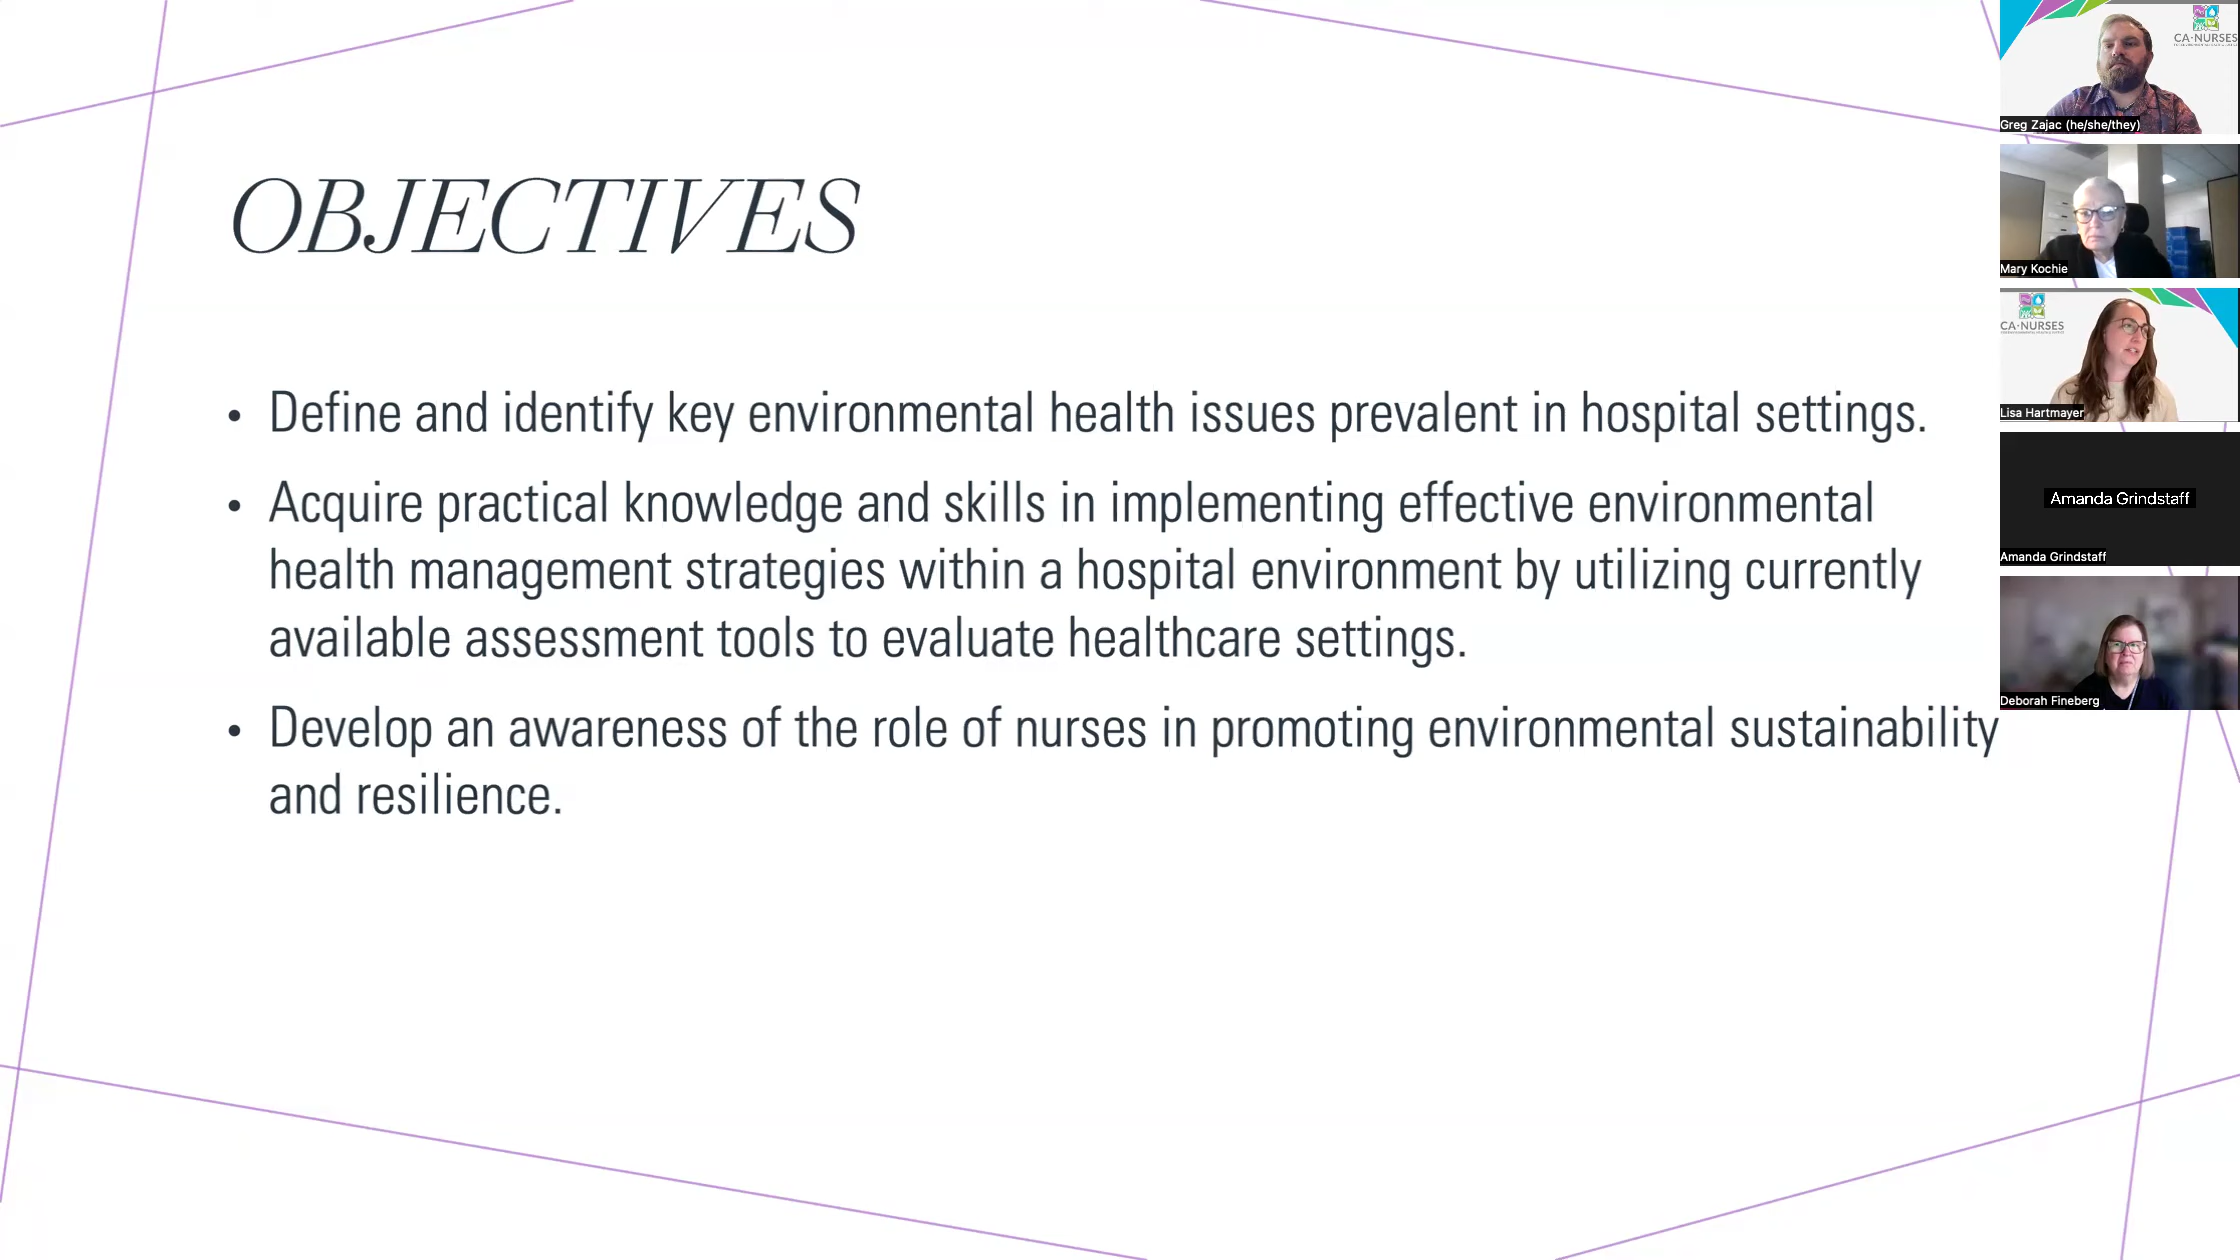 OBJECTIVES
• Define and identify key environmental health issues prevalent in hospital settings.
• Acquire practical knowledge and skills in implementing effective environmental
health management strategies within a hospital environment by utilizing currently
available assessment tools to evaluate healthcare settings.
• Develop an awareness of the role of nurses in promoting environmental sustainability
and resilience.
CA·NURSES
Greg Zajac (he/she/they)
Mary Kochie
CA·NURSES
Lisa Hartmayer
Amanda Grindstaff
Amanda Grindstaff
Deborah Fineberg